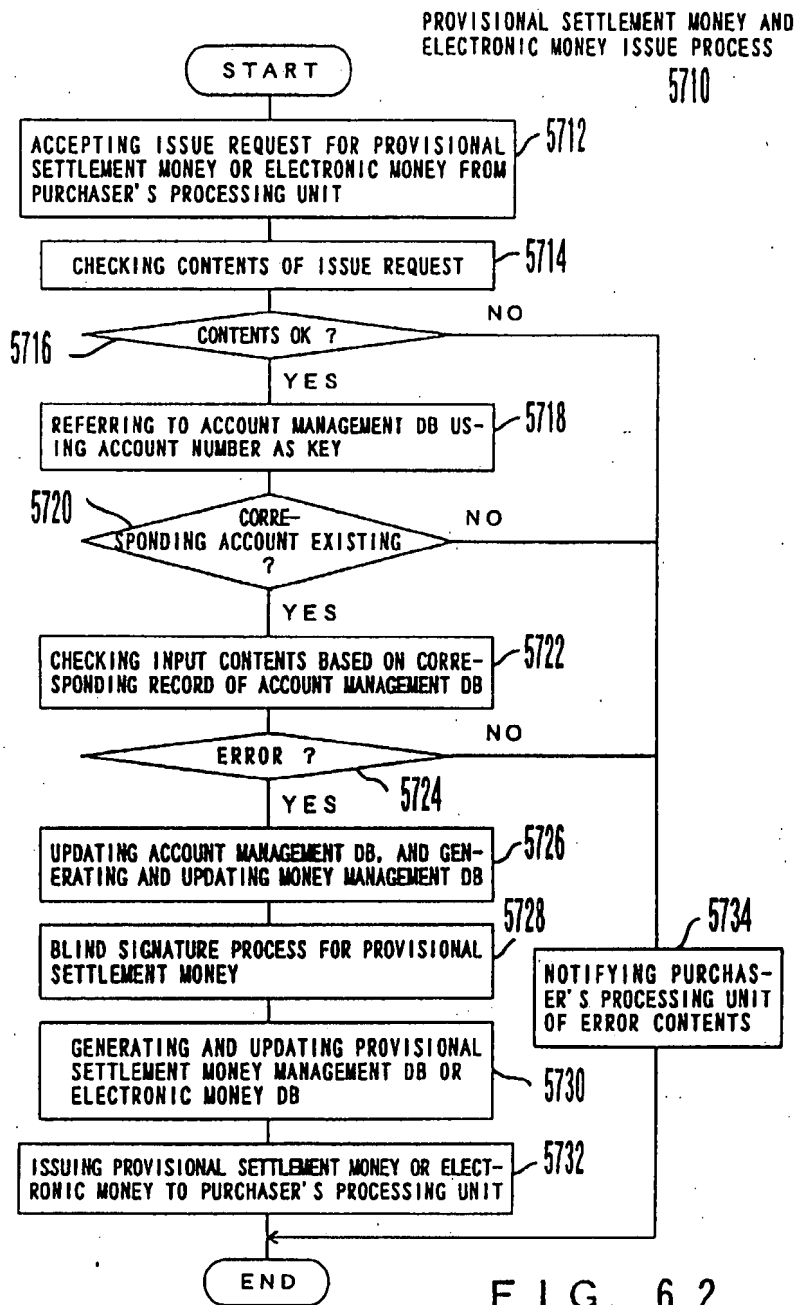 PROVISIONAL SETTLEMENT MONEY AND
ELECTRONIC MONEY ISSUE PROCESS
5710
START
ACCEPTING ISSUE REQUEST FOR PROVISIONAL
SETTLEMENT MONEY OR ELECTRONIC MONEY FROM
PURCHASER'S PROCESSING UNIT
5712
CHECKING CONTENTS OF ISSUE REQUEST
5714
CONTENTS OK ?
NO
5716
YES
REFERRING TO ACCOUNT MANAGEMENT DB US-
ING ACCOUNT NUMBER AS KEY
5718
5720
CORRE-
SPONDING ACCOUNT EXISTING
?
NO
YES
CHECKING INPUT CONTENTS BASED ON CORRE-
SPONDING RECORD OF ACCOUNT MANAGEMENT DB
5722
ERROR ?
NO
5724
YES
UPDATING ACCOUNT MANAGEMENT DB, AND GEN-
ERATING AND UPDATING MONEY MANAGEMENT DB
5726
5728
BLIND SIGNATURE PROCESS FOR PROVISIONAL
SETTLEMENT MONEY
5734
NOTIFYING PURCHAS-
ER'S PROCESSING UNIT
OF ERROR CONTENTS
GENERATING AND UPDATING PROVISIONAL
SETTLEMENT MONEY MANAGEMENT DB OR
ELECTRONIC MONEY DB
5730
ISSUING PROVISIONAL SETTLEMENT MONEY OR ELECT-
RONIC MONEY TO PURCHASER'S PROCESSING UNIT
5732
END
FIG. 62